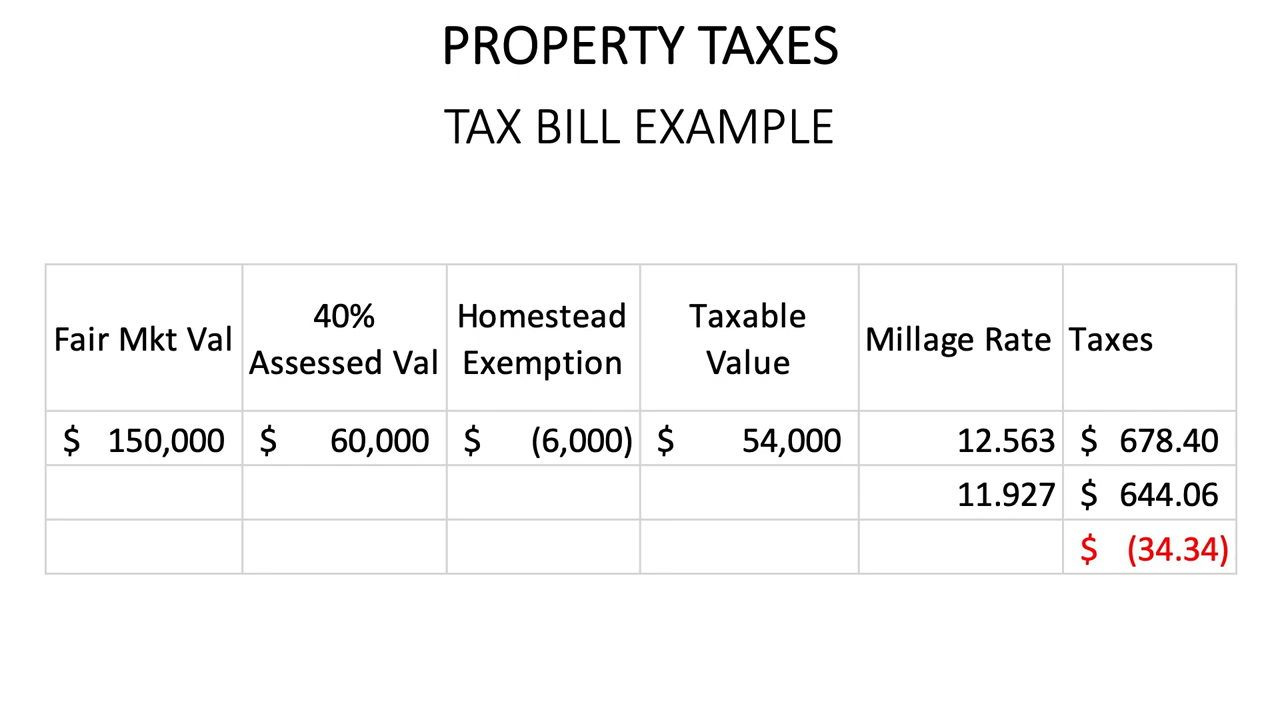 PROPERTY TAXES
TAX BILL EXAMPLE
Fair Mkt Val
40%
Assessed Val
Homestead
Exemption
Taxable
Value
Millage Rate
Taxes
$ 150,000 $ 60,000 $ (6,000) $ 54,000 12.563 $ 678.40
11.927 $ 644.06
$ (34.34)